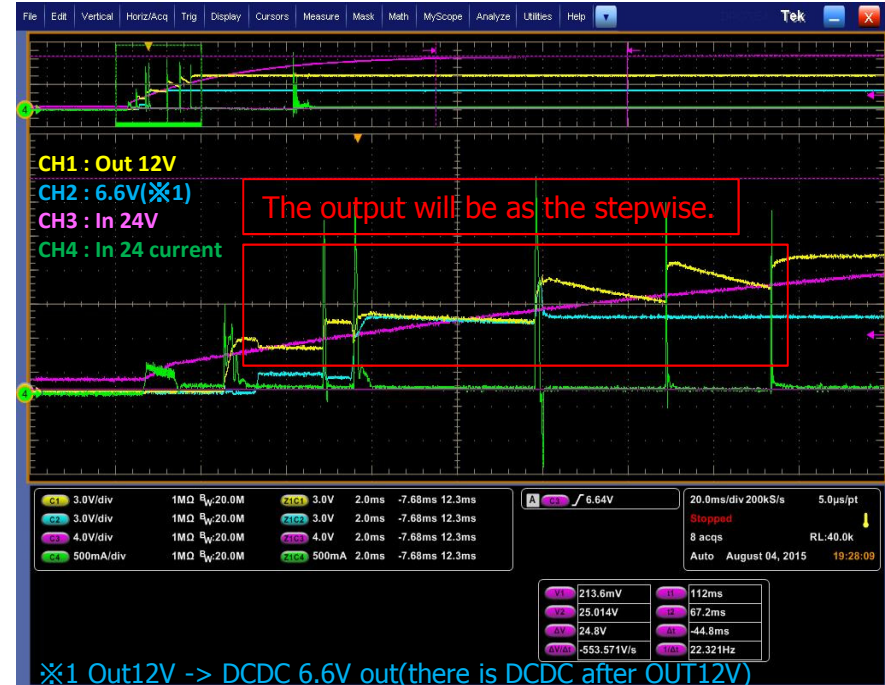 File Edit Vertical Horiz/Acq Trig Display Cursors Measure Mask Math MyScope Analyze Utilities Help Tek X
4
CH1 : Out 12V
CH2 : 6.6V(※1)
CH3 : In 24V
CH4 : In 24 current
The output will be as the stepwise.
4
C1 3.0V/div 1MΩ BW:20.0M
C2 3.0V/div 1MΩ BW:20.0M
C3 4.0V/div 1MΩ BW:20.0M
C4 500mA/div 1MΩ BW:20.0M
Z1C1 3.0V 2.0ms -7.68ms 12.3ms
Z1C2 3.0V 2.0ms -7.68ms 12.3ms
Z1C3 4.0V 2.0ms -7.68ms 12.3ms
Z1C4 500mA 2.0ms -7.68ms 12.3ms
A C3 6.64V
20.0ms/div 200kS/s 5.0µs/pt
Stopped
8 acqs RL:40.0k
Auto August 04, 2015 19:28:09
V1 213.6mV t1 112ms
V2 25.014V t2 67.2ms
ΔV 24.8V Δt -44.8ms
ΔV/Δt -553.571V/s 1/Δt 22.321Hz
※1 Out12V -> DCDC 6.6V out(there is DCDC after OUT12V)